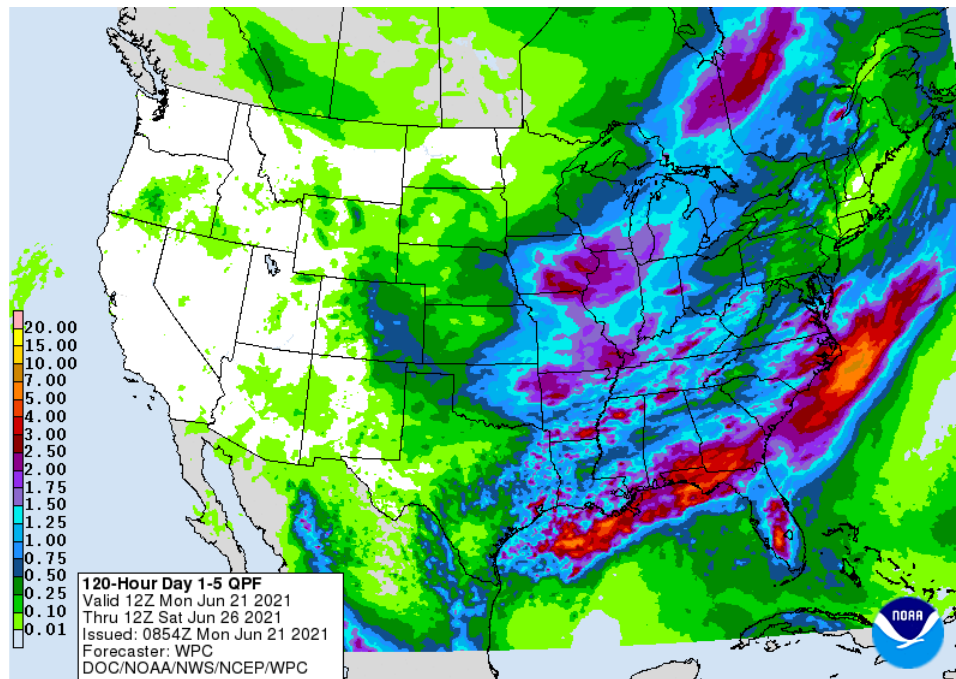 20.00
15.00
10.00
7.00
5.00
4.00
3.00
2.50
2.00
1.75
1.50
1.25
1.00
0.75
0.50
0.25
0.10
0.01
120-Hour Day 1-5 QPF
Valid 12Z Mon Jun 21 2021
Thru 12Z Sat Jun 26 2021
Issued: 0854Z Mon Jun 21 2021
Forecaster: WPC
DOC/NOAA/NWS/NCEP/WPC
NOAA